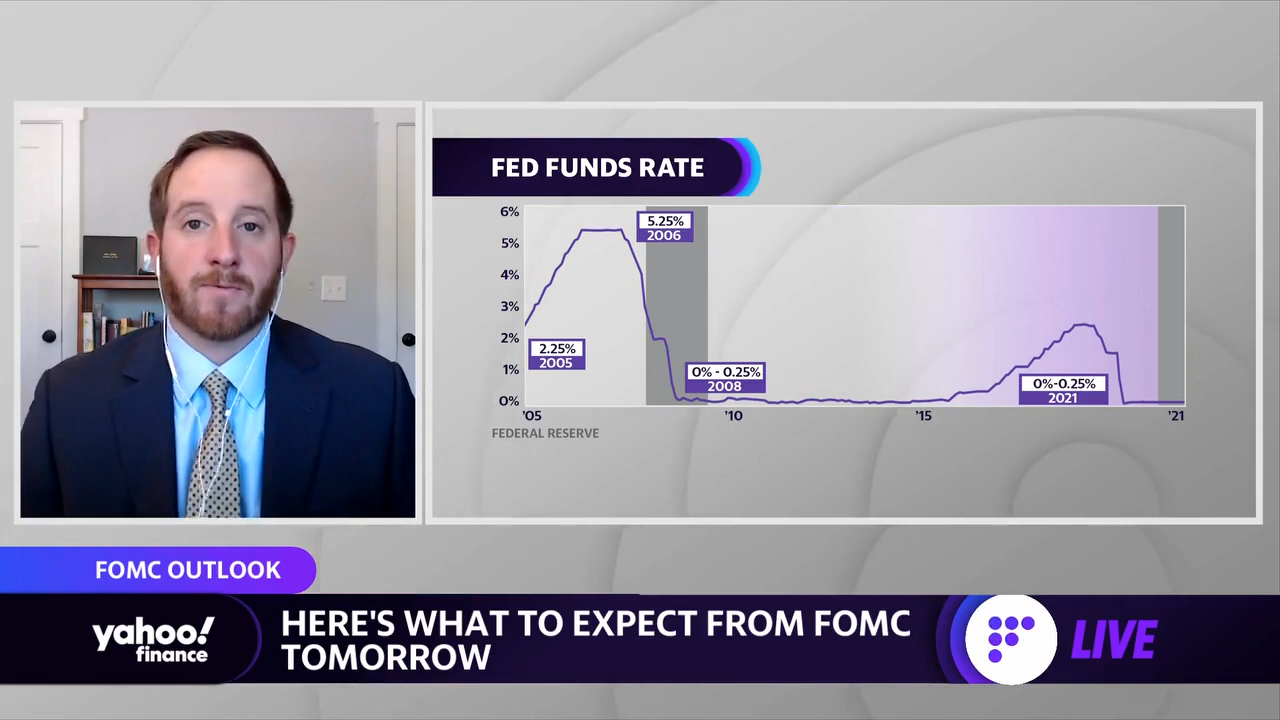 FED FUNDS RATE
6%
5%
4%
3%
2%
1%
0%
5.25%
2006
2.25%
2005
0% - 0.25%
2008
0%-0.25%
2021
'05
'10
'15
'21
FEDERAL RESERVE
FOMC OUTLOOK
yahoo!
finance
HERE'S WHAT TO EXPECT FROM FOMC
TOMORROW
LIVE